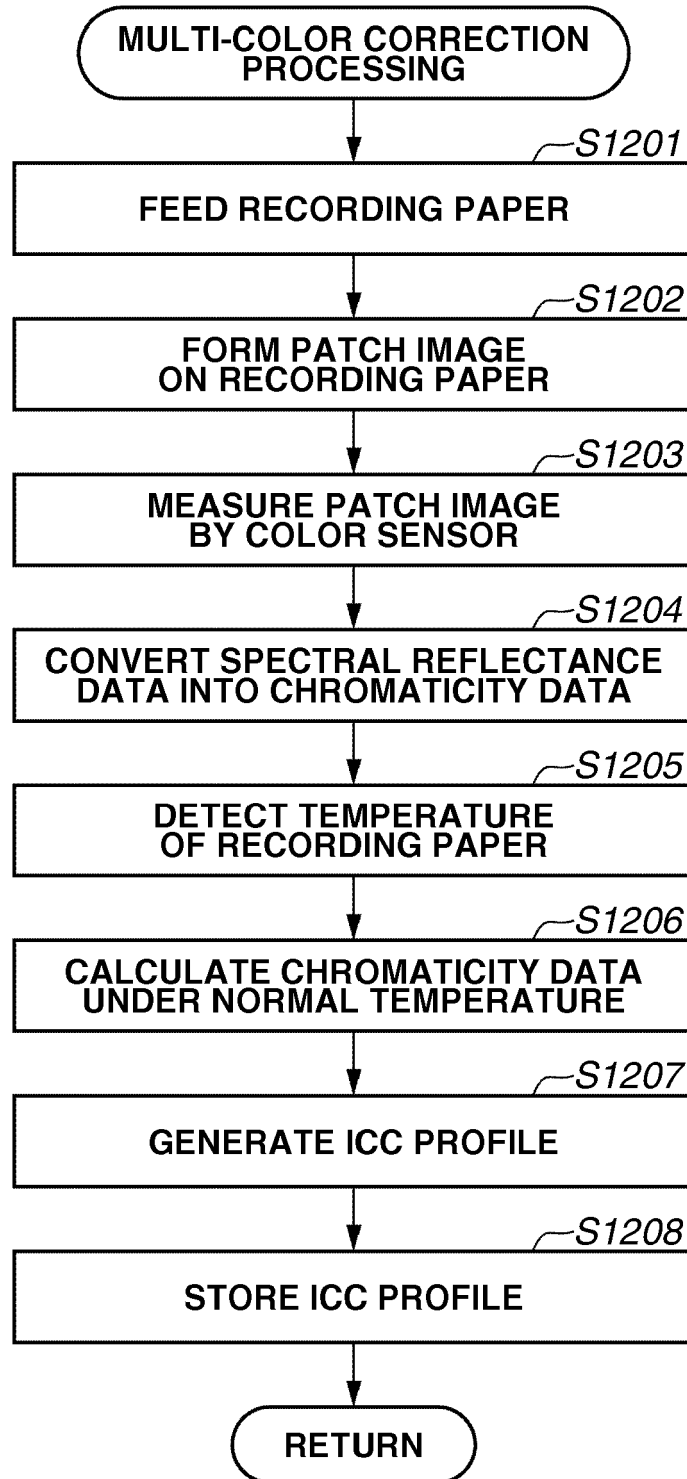 MULTI-COLOR CORRECTION
PROCESSING
S1201
FEED RECORDING PAPER
S1202
FORM PATCH IMAGE
ON RECORDING PAPER
S1203
MEASURE PATCH IMAGE
BY COLOR SENSOR
S1204
CONVERT SPECTRAL REFLECTANCE
DATA INTO CHROMATICITY DATA
S1205
DETECT TEMPERATURE
OF RECORDING PAPER
S1206
CALCULATE CHROMATICITY DATA
UNDER NORMAL TEMPERATURE
S1207
GENERATE ICC PROFILE
S1208
STORE ICC PROFILE
RETURN